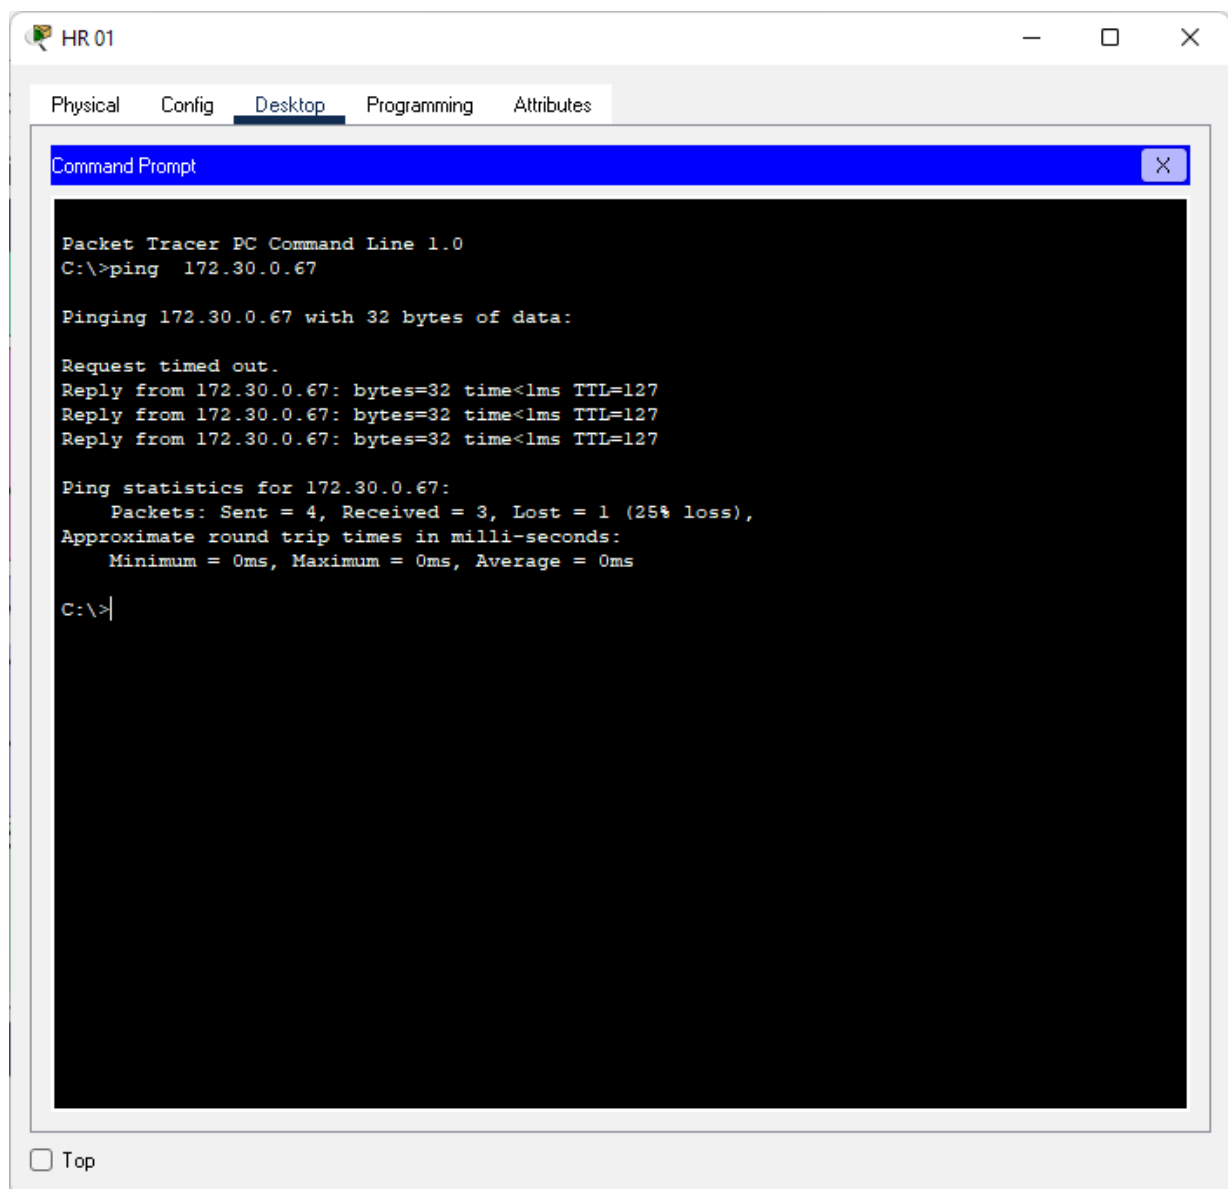 HR 01
Physical Config Desktop Programming Attributes
Command Prompt
X
Packet Tracer PC Command Line 1.0
C:\>ping  172.30.0.67
Pinging 172.30.0.67 with 32 bytes of data:
Request timed out.
Reply from 172.30.0.67: bytes=32 time<1ms TTL=127
Reply from 172.30.0.67: bytes=32 time<1ms TTL=127
Reply from 172.30.0.67: bytes=32 time<1ms TTL=127
Ping statistics for 172.30.0.67:
    Packets: Sent = 4, Received = 3, Lost = 1 (25% loss),
Approximate round trip times in milli-seconds:
    Minimum = 0ms, Maximum = 0ms, Average = 0ms
C:\>
Top